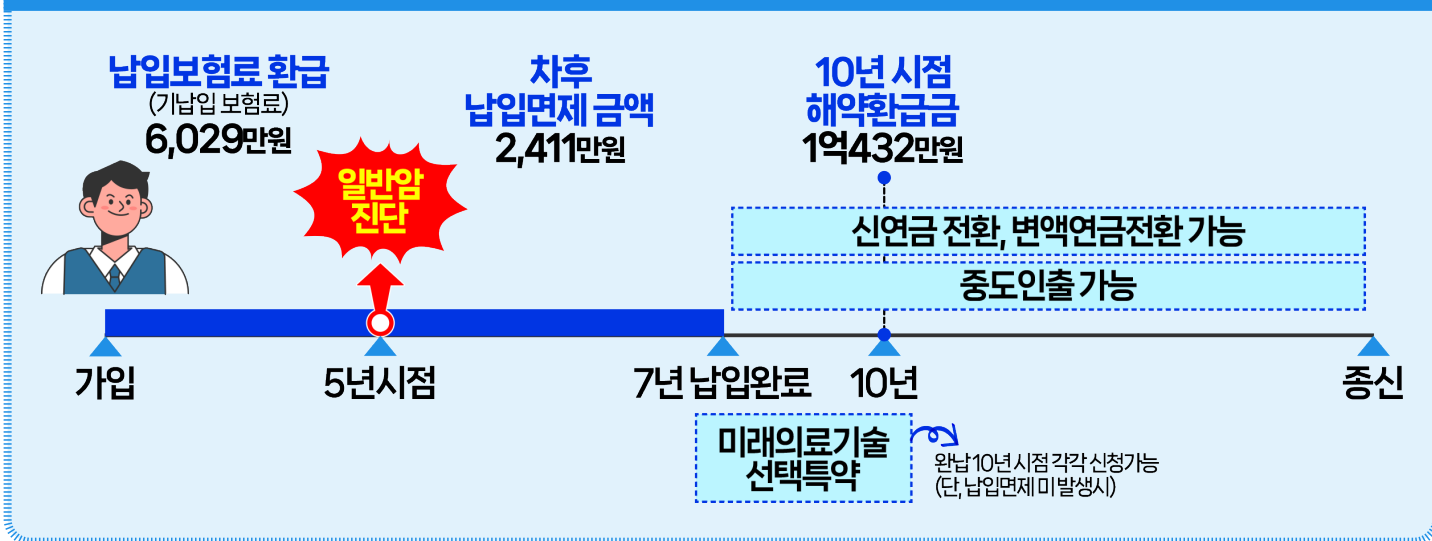 납입보험료 환급
(기납입 보험료)
6,029만원
차후
납입면제 금액
2,411만원
10년 시점
해약환급금
1억432만원
일반암
진단
신연금 전환, 변액연금전환 가능
중도인출 가능
가입
5년시점
7년 납입완료
10년
종신
미래의료기술
선택특약
완납 10년 시점 각각 신청가능
(단, 납입면제 미 발생시)